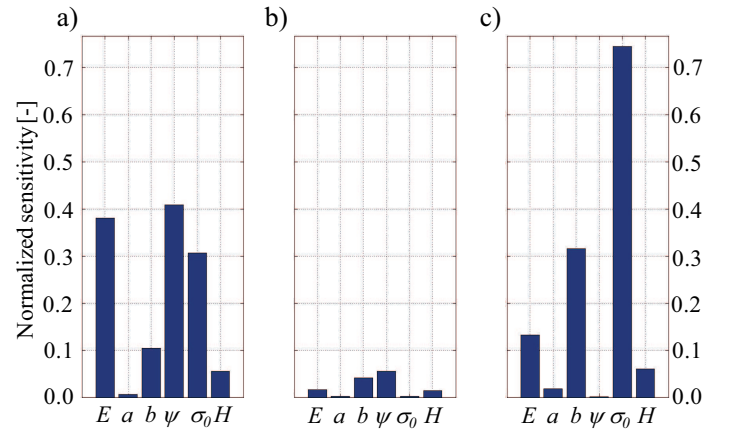 a) b) c)
Normalized sensitivity [-]
0.7 0.7
0.6 0.6
0.5 0.5
0.4 0.4
0.3 0.3
0.2 0.2
0.1 0.1
0.0 0.0
E a b ψ σ₀ H E a b ψ σ₀ H E a b ψ σ₀ H